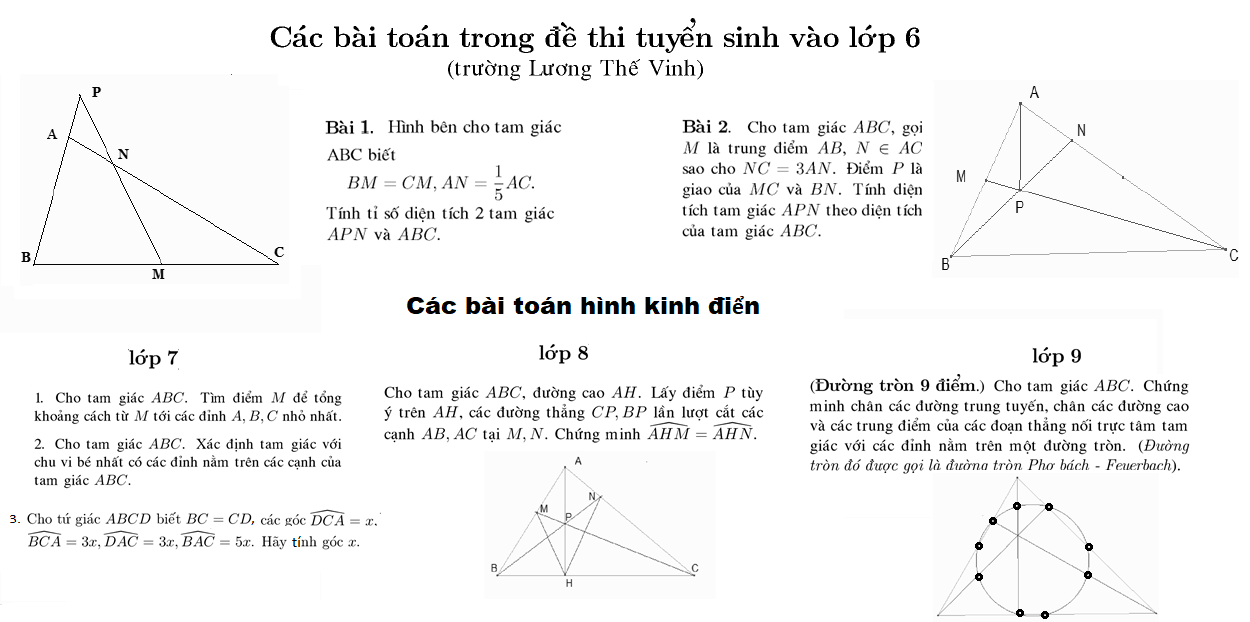 Các bài toán trong đề thi tuyển sinh vào lớp 6
(trường Lương Thế Vinh)
P
A
N
B
M
C
Bài 1. Hình bên cho tam giác
ABC biết
BM = CM, AN = 1/5 AC.
Tính tỉ số diện tích 2 tam giác
APN và ABC.
Bài 2. Cho tam giác ABC, gọi
M là trung điểm AB, N ∈ AC
sao cho NC = 3AN. Điểm P là
giao của MC và BN. Tính diện
tích tam giác APN theo diện tích
của tam giác ABC.
A
N
M
P
B
C
Các bài toán hình kinh điển
lớp 7
1. Cho tam giác ABC. Tìm điểm M để tổng
khoảng cách từ M tới các đỉnh A, B, C nhỏ nhất.
2. Cho tam giác ABC. Xác định tam giác với
chu vi bé nhất có các đỉnh nằm trên các cạnh của
tam giác ABC.
3. Cho tứ giác ABCD biết BC = CD, các góc \widehat{DCA} = x.
\widehat{BCA} = 3x, \widehat{DAC} = 3x, \widehat{BAC} = 5x. Hãy tính góc x.
lớp 8
Cho tam giác ABC, đường cao AH. Lấy điểm P tùy
ý trên AH, các đường thẳng CP, BP lần lượt cắt các
cạnh AB, AC tại M, N. Chứng minh \widehat{AHM} = \widehat{AHN}.
A
N
M
P
B
C
H
lớp 9
(Đường tròn 9 điểm.) Cho tam giác ABC. Chứng
minh chân các đường trung tuyến, chân các đường cao
và các trung điểm của các đoạn thẳng nối trực tâm tam
giác với các đỉnh nằm trên một đường tròn. (Đường
tròn đó được gọi là đường tròn Phơ bách - Feuerbach).